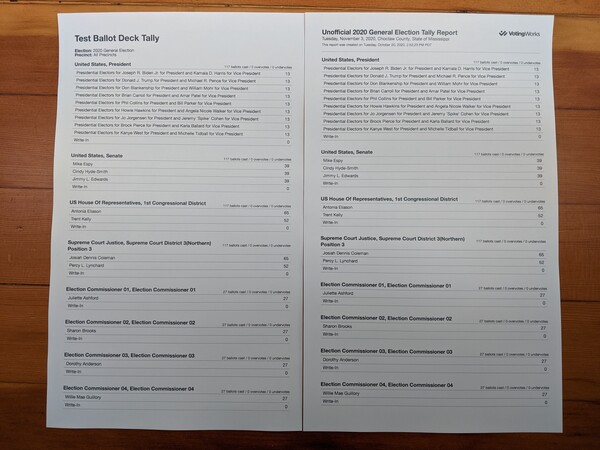 Test Ballot Deck Tally
Election: 2020 General Election
Precinct: All Precincts
United States, President
117 ballots cast / 0 overvotes / 0 undervotes
Presidential Electors for Joseph R. Biden Jr. for President and Kamala D. Harris for Vice President 13
Presidential Electors for Donald J. Trump for President and Michael R. Pence for Vice President 13
Presidential Electors for Don Blankenship for President and William Mohr for Vice President 13
Presidential Electors for Brian Carroll for President and Amar Patel for Vice President 13
Presidential Electors for Phil Collins for President and Bill Parker for Vice President 13
Presidential Electors for Howie Hawkins for President and Angela Nicole Walker for Vice President 13
Presidential Electors for Jo Jorgensen for President and Jeremy 'Spike' Cohen for Vice President 13
Presidential Electors for Brock Pierce for President and Karla Ballard for Vice President 13
Presidential Electors for Kanye West for President and Michelle Tidball for Vice President 13
Write-In 0
United States, Senate
117 ballots cast / 0 overvotes / 0 undervotes
Mike Espy 39
Cindy Hyde-Smith 39
Jimmy L. Edwards 39
Write-In 0
US House Of Representatives, 1st Congressional District
117 ballots cast / 0 overvotes / 0 undervotes
Antonia Eliason 65
Trent Kelly 52
Write-In 0
Supreme Court Justice, Supreme Court District 3(Northern)
Position 3
117 ballots cast / 0 overvotes / 0 undervotes
Josiah Dennis Coleman 65
Percy L. Lynchard 52
Write-In 0
Election Commissioner 01, Election Commissioner 01
27 ballots cast / 0 overvotes / 0 undervotes
Juliette Ashford 27
Write-In 0
Election Commissioner 02, Election Commissioner 02
27 ballots cast / 0 overvotes / 0 undervotes
Sharon Brooks 27
Write-In 0
Election Commissioner 03, Election Commissioner 03
27 ballots cast / 0 overvotes / 0 undervotes
Dorothy Anderson 27
Write-In 0
Election Commissioner 04, Election Commissioner 04
27 ballots cast / 0 overvotes / 0 undervotes
Willie Mae Guillory 27
Write-In 0
Unofficial 2020 General Election Tally Report
VotingWorks
Tuesday, November 3, 2020, Choctaw County, State of Mississippi
This report was created on Tuesday, October
United States, President
117 ballots cast / 0 overvotes / 0 undervotes
Presidential Electors for Joseph R. Biden Jr. for President and Kamala D. Harris for Vice President 13
Presidential Electors for Donald J. Trump for President and Michael R. Pence for Vice President 13
Presidential Electors for Don Blankenship for President and William Mohr for Vice President 13
Presidential Electors for Brian Carroll for President and Amar Patel for Vice President 13
Presidential Electors for Phil Collins for President and Bill Parker for Vice President 13
Presidential Electors for Howie Hawkins for President and Angela Nicole Walker for Vice President 13
Presidential Electors for Jo Jorgensen for President and Jeremy 'Spike' Cohen for Vice President 13
Presidential Electors for Brock Pierce for President and Karla Ballard for Vice President 13
Presidential Electors for Kanye West for President and Michelle Tidball for Vice President 13
Write-In 0
United States, Senate
117 ballots cast / 0 overvotes / 0 undervotes
Mike Espy 39
Cindy Hyde-Smith 39
Jimmy L. Edwards 39
Write-In 0
US House Of Representatives, 1st Congressional District
117 ballots cast / 0 overvotes / 0 undervotes
Antonia Eliason 65
Trent Kelly 52
Write-In 0
Supreme Court Justice, Supreme Court District 3(Northern)
Position 3
117 ballots cast / 0 overvotes / 0 undervotes
Josiah Dennis Coleman 65
Percy L. Lynchard 52
Write-In 0
Election Commissioner 01, Election Commissioner 01
27 ballots cast / 0 overvotes / 0 undervotes
Juliette Ashford 27
Write-In 0
Election Commissioner 02, Election Commissioner 02
27 ballots cast / 0 overvotes / 0 undervotes
Sharon Brooks 27
Write-In 0
Election Commissioner 03, Election Commissioner 03
27 ballots cast / 0 overvotes / 0 undervotes
Dorothy Anderson 27
Write-In 0
Election Commissioner 04, Election Commissioner 04
27 ballots cast / 0 overvotes / 0 undervotes
Willie Mae Guillory 27
Write-In 0